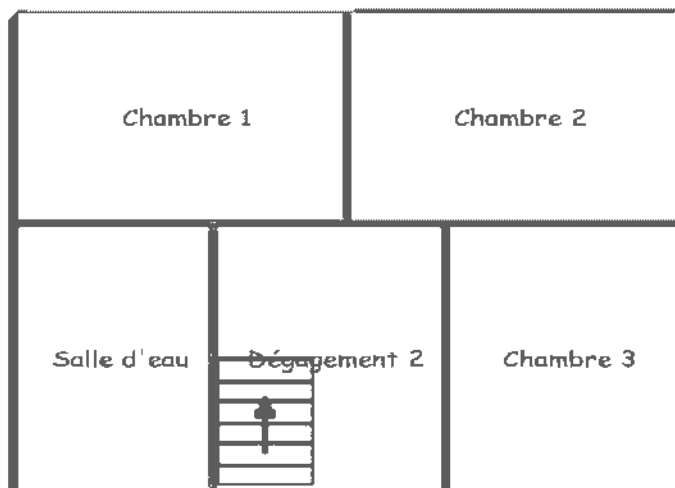 Chambre 1
Chambre 2
Salle d'eau
Dégagement 2
Chambre 3